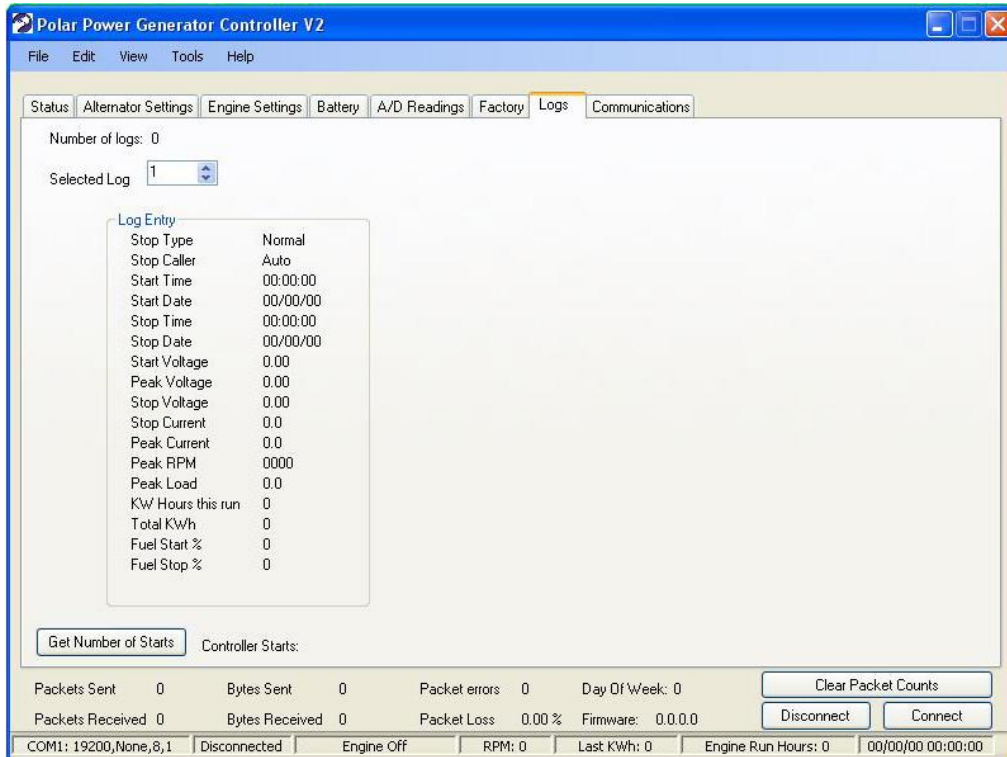 Polar Power Generator Controller V2
File Edit View Tools Help
Status Alternator Settings Engine Settings Battery A/D Readings Factory Logs Communications
Number of logs: 0
Selected Log 1
Log Entry
Stop Type Normal
Stop Caller Auto
Start Time 00:00:00
Start Date 00/00/00
Stop Time 00:00:00
Stop Date 00/00/00
Start Voltage 0.00
Peak Voltage 0.00
Stop Voltage 0.00
Stop Current 0.0
Peak Current 0.0
Peak RPM 0000
Peak Load 0.0
KW Hours this run 0
Total KWh 0
Fuel Start % 0
Fuel Stop % 0
Get Number of Starts Controller Starts:
Packets Sent 0 Bytes Sent 0 Packet errors 0 Day Of Week: 0 Clear Packet Counts
Packets Received 0 Bytes Received 0 Packet Loss 0.00 % Firmware: 0.0.0.0 Disconnect Connect
COM1: 19200,None,8,1 Disconnected Engine Off RPM: 0 Last KWh: 0 Engine Run Hours: 0 00/00/00 00:00:00